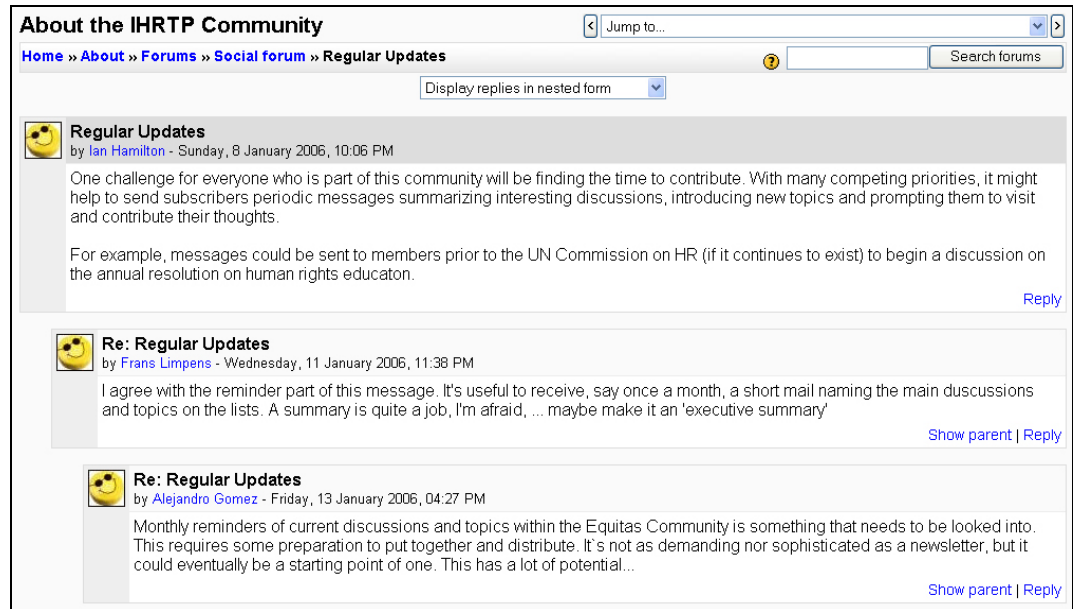 About the IHRTP Community
< Jump to... >
Home » About » Forums » Social forum » Regular Updates
? Search forums
Display replies in nested form
Regular Updates
by Ian Hamilton - Sunday, 8 January 2006, 10:06 PM
One challenge for everyone who is part of this community will be finding the time to contribute. With many competing priorities, it might
help to send subscribers periodic messages summarizing interesting discussions, introducing new topics and prompting them to visit
and contribute their thoughts.
For example, messages could be sent to members prior to the UN Commission on HR (if it continues to exist) to begin a discussion on
the annual resolution on human rights educaton.
Reply
Re: Regular Updates
by Frans Limpens - Wednesday, 11 January 2006, 11:38 PM
I agree with the reminder part of this message. It's useful to receive, say once a month, a short mail naming the main duscussions
and topics on the lists. A summary is quite a job, I'm afraid, ... maybe make it an 'executive summary'
Show parent | Reply
Re: Regular Updates
by Alejandro Gomez - Friday, 13 January 2006, 04:27 PM
Monthly reminders of current discussions and topics within the Equitas Community is something that needs to be looked into.
This requires some preparation to put together and distribute. It`s not as demanding nor sophisticated as a newsletter, but it
could eventually be a starting point of one. This has a lot of potential...
Show parent | Reply